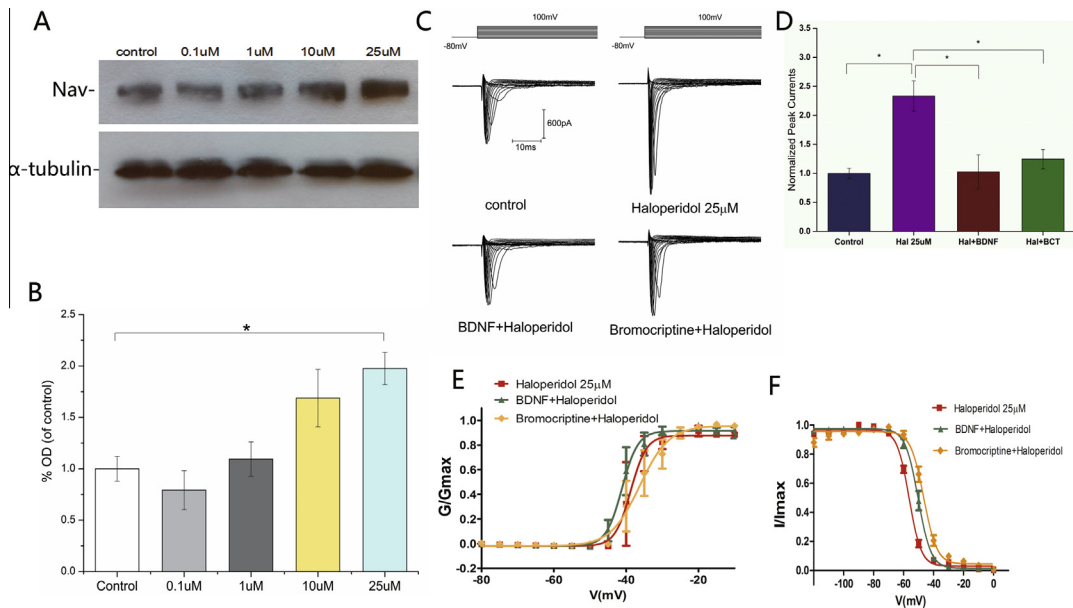 A
control 0.1uM 1uM 10uM 25uM
Nav-
α-tubulin-
B
*
% OD (of control)
2.5
2.0
1.5
1.0
0.5
0.0
Control 0.1uM 1uM 10uM 25uM
C
100mV 100mV
-80mV -80mV
600pA
10ms
control Haloperidol 25μM
BDNF+Haloperidol Bromocriptine+Haloperidol
D
* * *
Normalized Peak Currents
3.0
2.5
2.0
1.5
1.0
0.5
0.0
Control Hal 25uM Hal+BDNF Hal+BCT
E
Haloperidol 25μM
BDNF+Haloperidol
Bromocriptine+Haloperidol
G/Gmax
1.0
0.8
0.6
0.4
0.2
0.0
-0.2
-80 -60 -40 -20
V(mV)
F
Haloperidol 25μM
BDNF+Haloperidol
Bromocriptine+Haloperidol
I/Imax
1.0
0.8
0.6
0.4
0.2
0.0
-100 -80 -60 -40 -20 0
V(mV)